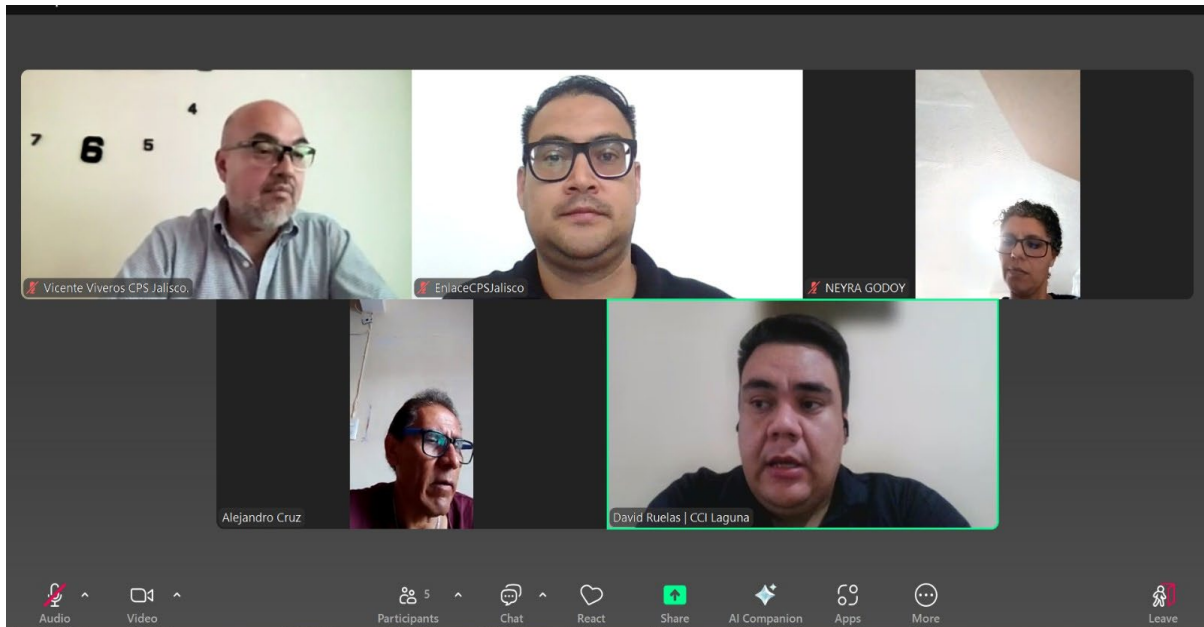 4
7 6 5
Vicente Viveros CPS Jalisco.
EnlaceCPSJalisco
NEYRA GODOY
Alejandro Cruz
David Ruelas | CCI Laguna
Audio
Video
5
Participants
Chat
React
Share
AI Companion
Apps
More
Leave